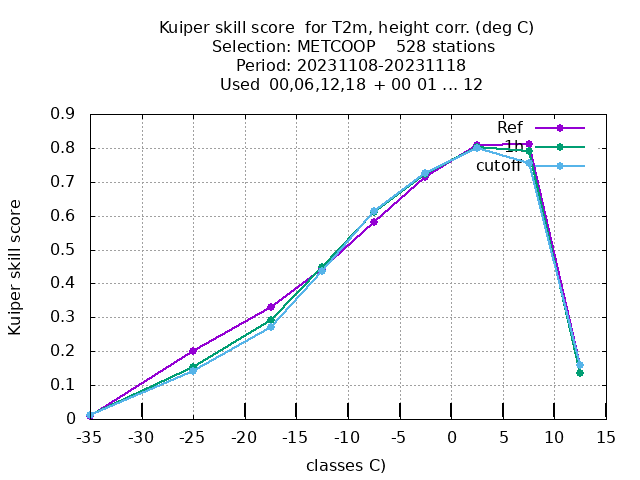 Kuiper skill score  for T2m, height corr. (deg C)
Selection: METCOOP    528 stations
Period: 20231108-20231118
Used 00,06,12,18 + 00 01 ... 12
Kuiper skill score
0.9
0.8
0.7
0.6
0.5
0.4
0.3
0.2
0.1
0
Ref
1h
cutoff
-35 -30 -25 -20 -15 -10 -5 0 5 10 15
classes C)